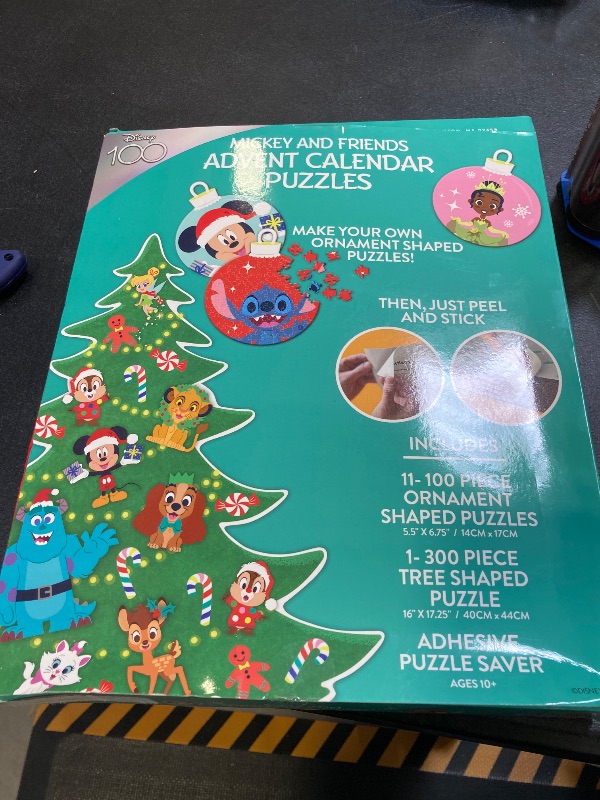 Disney
100
MICKEY AND FRIENDS
ADVENT CALENDAR
PUZZLES
MAKE YOUR OWN
ORNAMENT SHAPED
PUZZLES!
THEN, JUST PEEL
AND STICK
INCLUDES
11- 100 PIECE
ORNAMENT
SHAPED PUZZLES
5.5" X 6.75" / 14CM x 17CM
1- 300 PIECE
TREE SHAPED
PUZZLE
16" X 17.25" / 40CM x 44CM
ADHESIVE
PUZZLE SAVER
AGES 10+
©DISNEY